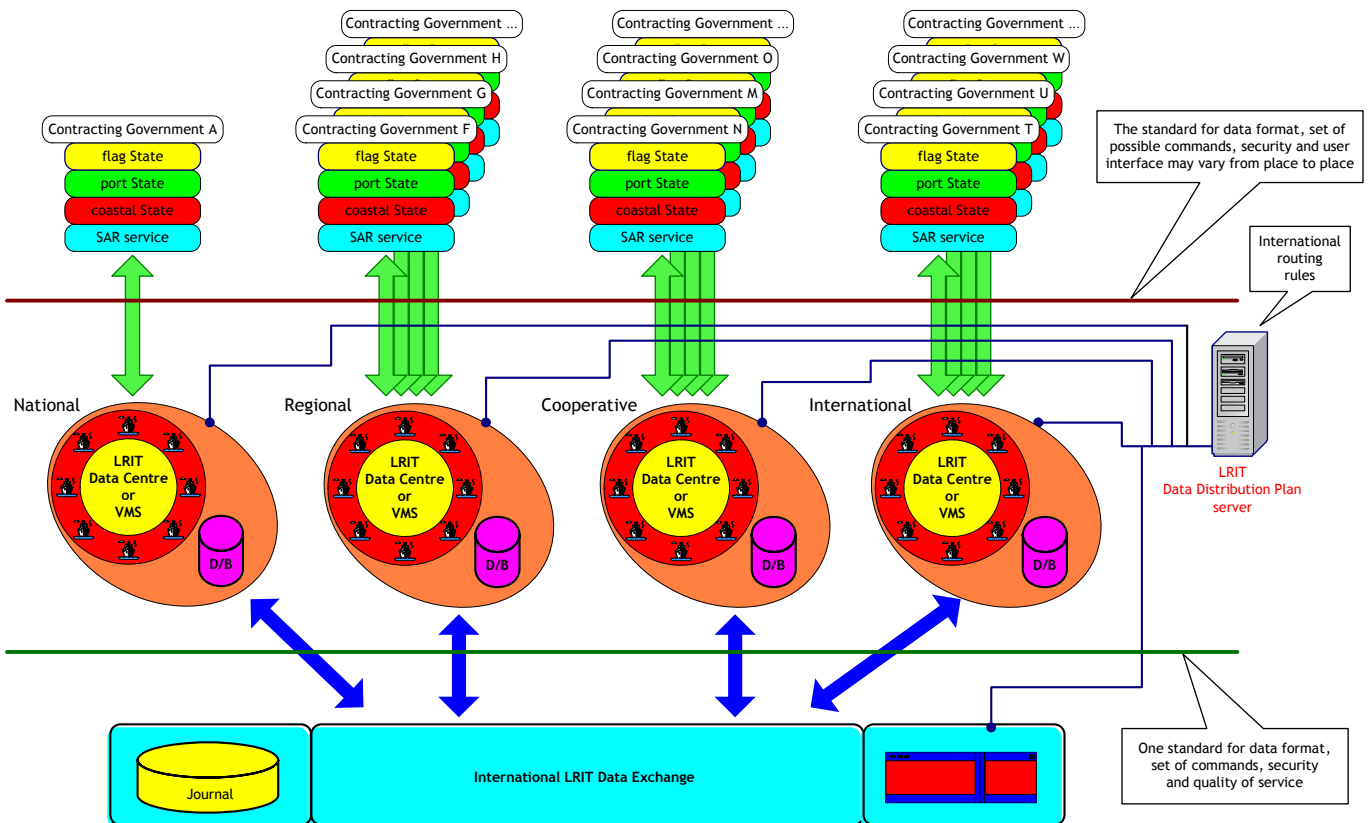 Contracting Government ...
Contracting Government ...
Contracting Government ...
Contracting Government H
Contracting Government O
Contracting Government W
Contracting Government G
Contracting Government M
Contracting Government U
Contracting Government A
Contracting Government F
Contracting Government N
Contracting Government T
flag State
port State
coastal State
SAR service
flag State
port State
coastal State
SAR service
flag State
port State
coastal State
SAR service
flag State
port State
coastal State
SAR service
The standard for data format, set of
possible commands, security and user
interface may vary from place to place
International
routing
rules
National
Regional
Cooperative
International
LRIT
Data Centre
or
VMS
D/B
LRIT
Data Centre
or
VMS
D/B
LRIT
Data Centre
or
VMS
D/B
LRIT
Data Centre
or
VMS
D/B
LRIT
Data Distribution Plan
server
Journal
International LRIT Data Exchange
One standard for data format,
set of commands, security
and quality of service